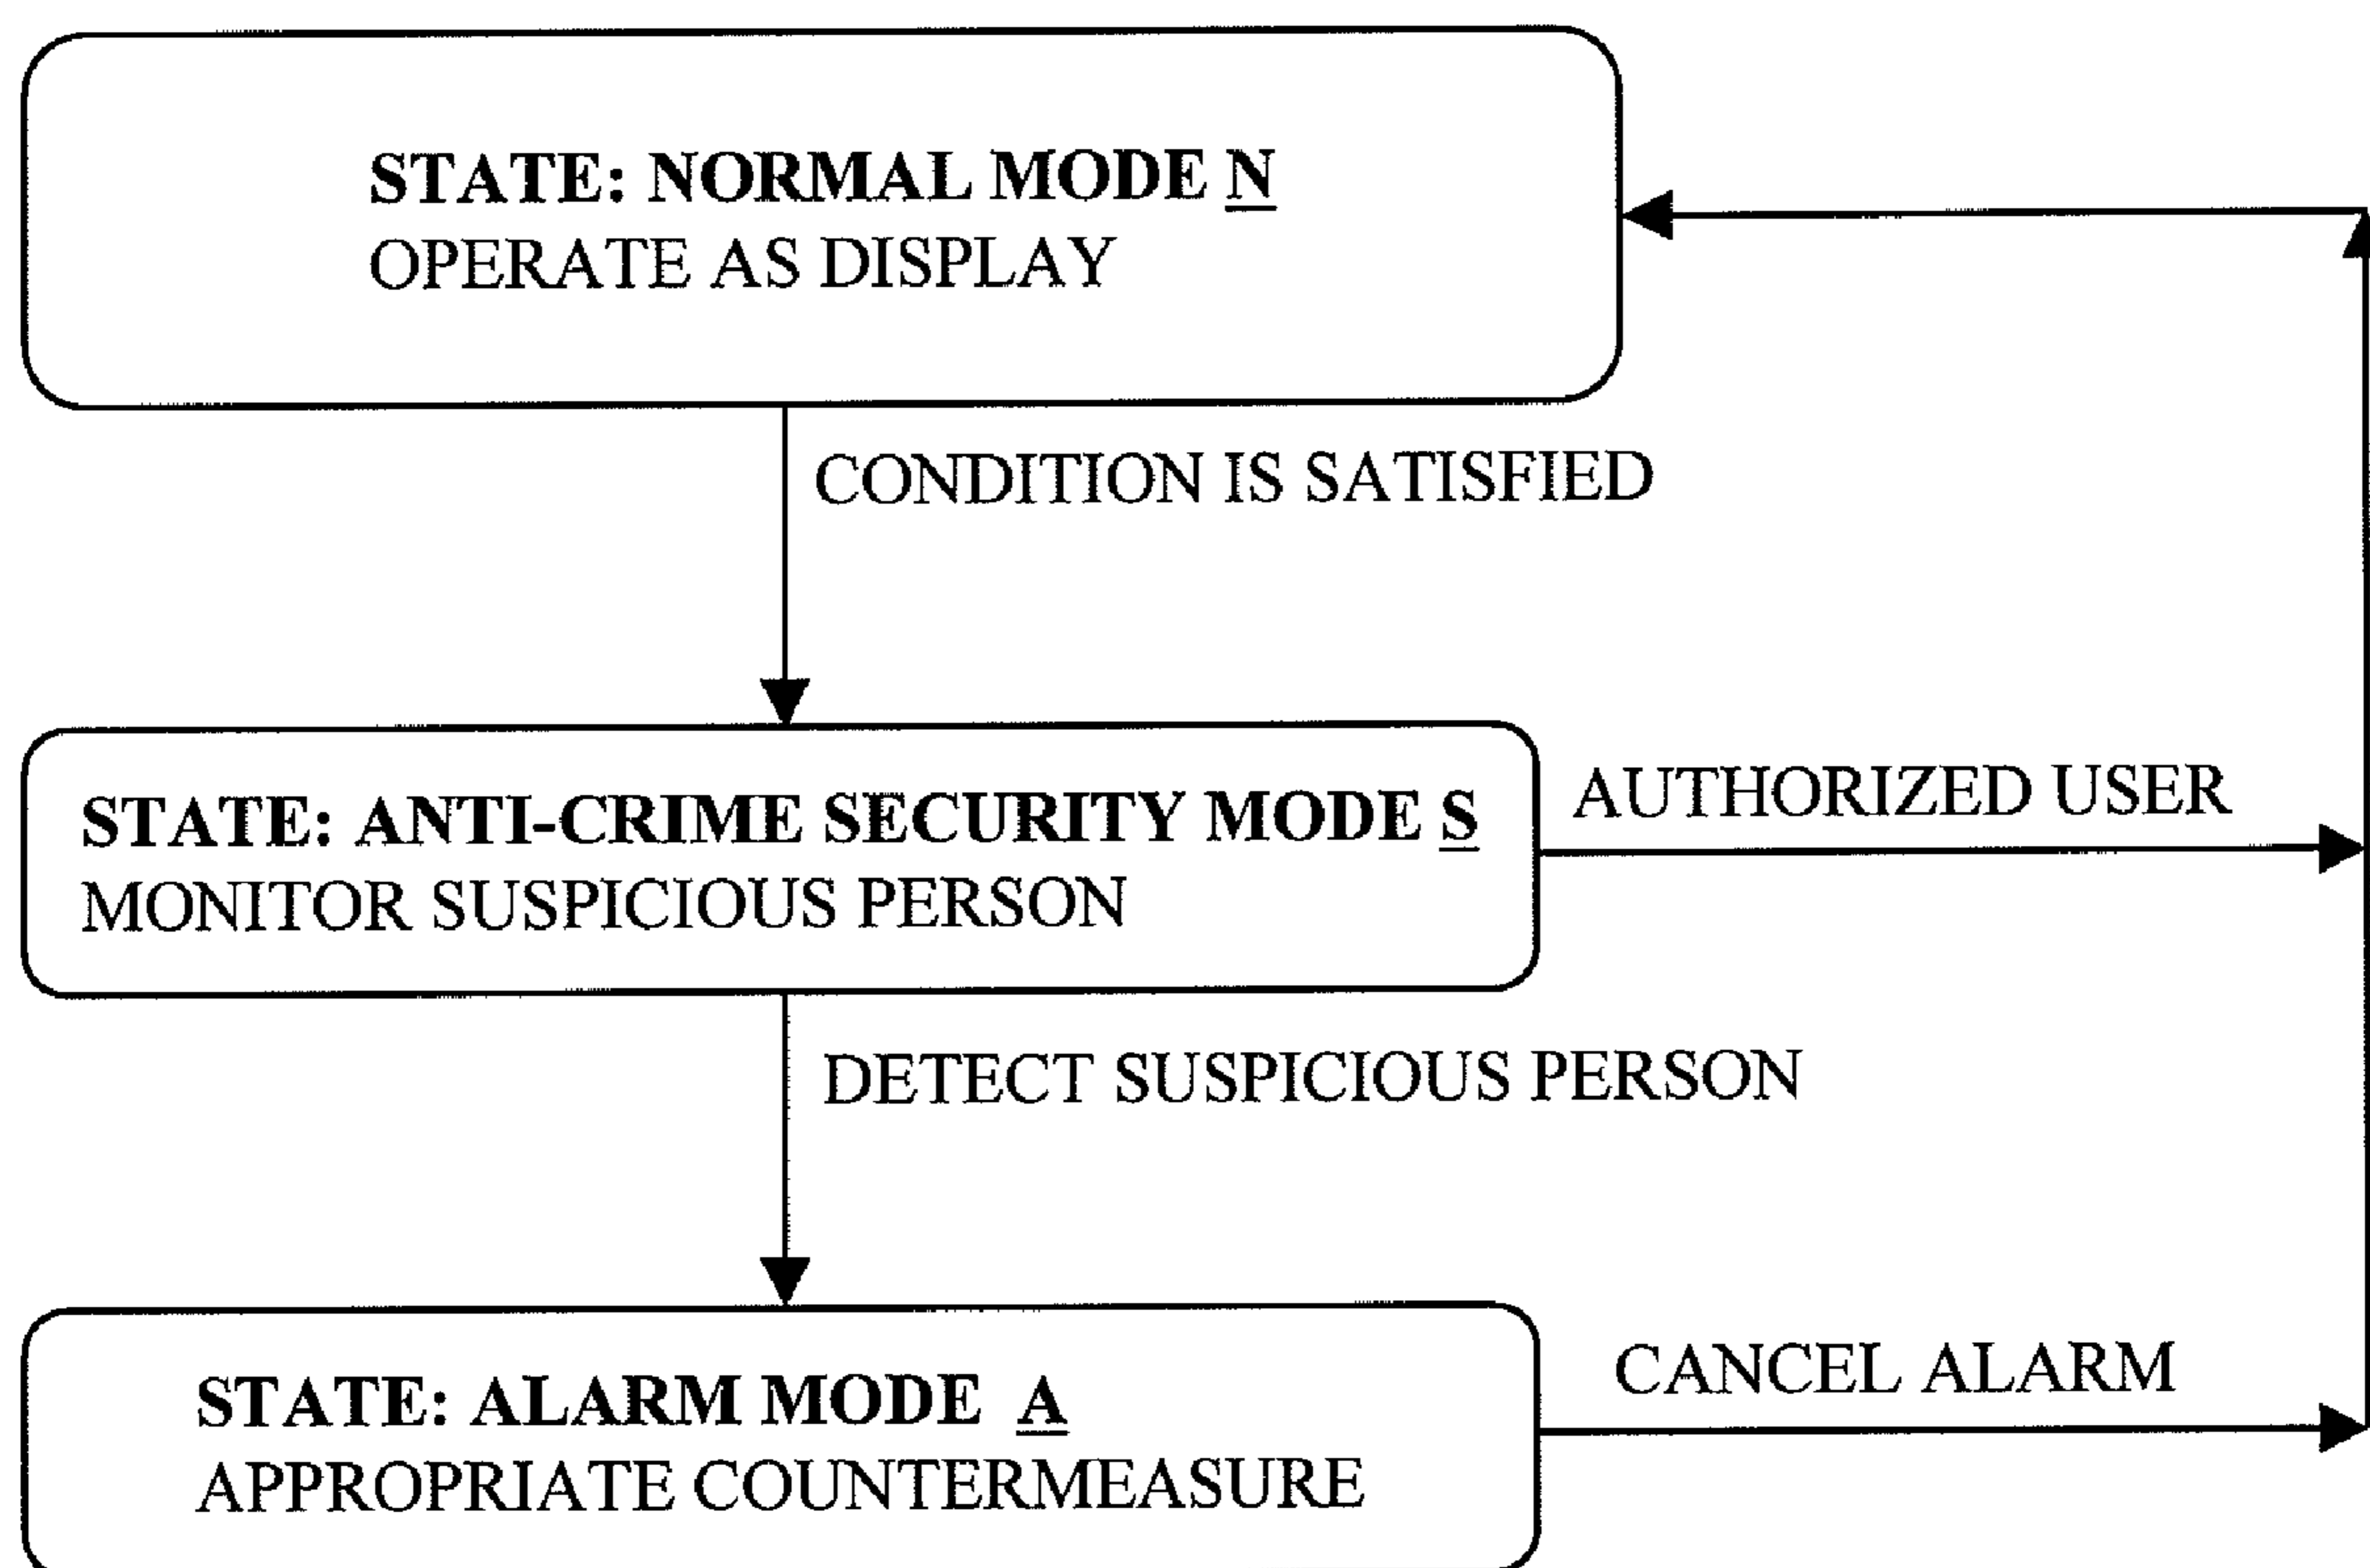 STATE: NORMAL MODE N
OPERATE AS DISPLAY
CONDITION IS SATISFIED
STATE: ANTI-CRIME SECURITY MODE S
MONITOR SUSPICIOUS PERSON
AUTHORIZED USER
DETECT SUSPICIOUS PERSON
STATE: ALARM MODE A
APPROPRIATE COUNTERMEASURE
CANCEL ALARM